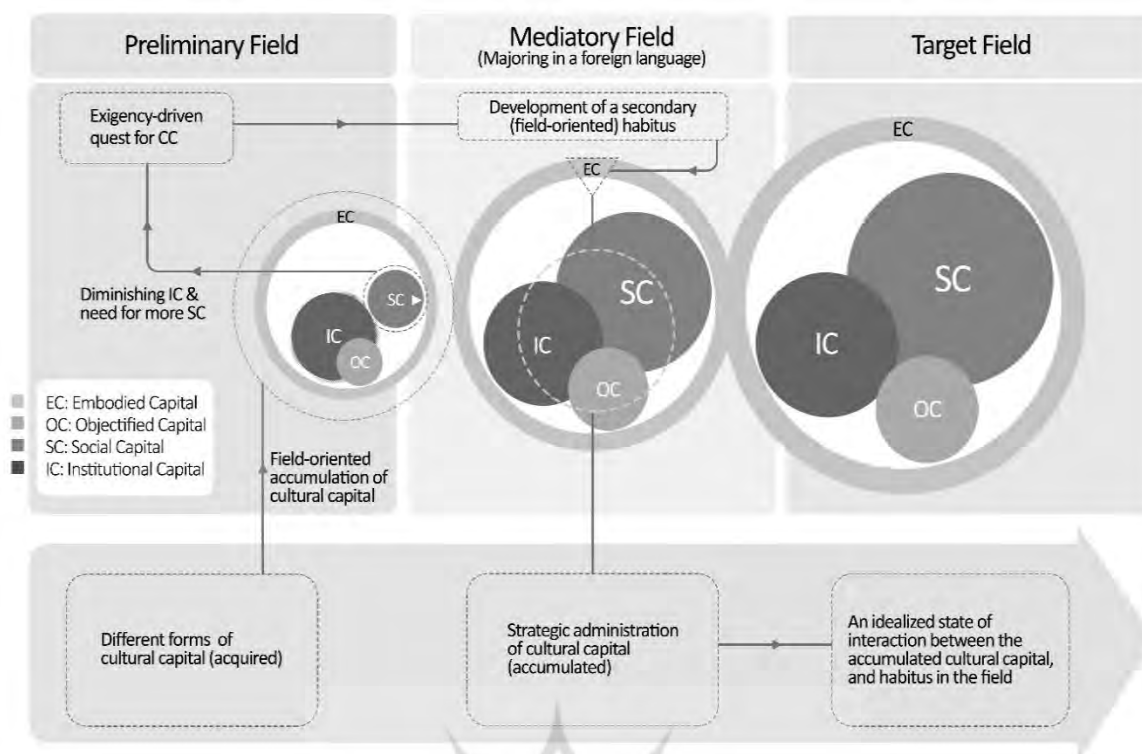 Preliminary Field
Mediatory Field
(Majoring in a foreign language)
Target Field
Exigency-driven
quest for CC
Development of a secondary
(field-oriented) habitus
EC
EC
EC
SC
IC
OC
Diminishing IC &
need for more SC
SC
IC
OC
SC
IC
OC
EC: Embodied Capital
OC: Objectified Capital
SC: Social Capital
IC: Institutional Capital
Field-oriented
accumulation of
cultural capital
Different forms of
cultural capital (acquired)
Strategic administration
of cultural capital
(accumulated)
An idealized state of
interaction between the
accumulated cultural capital,
and habitus in the field